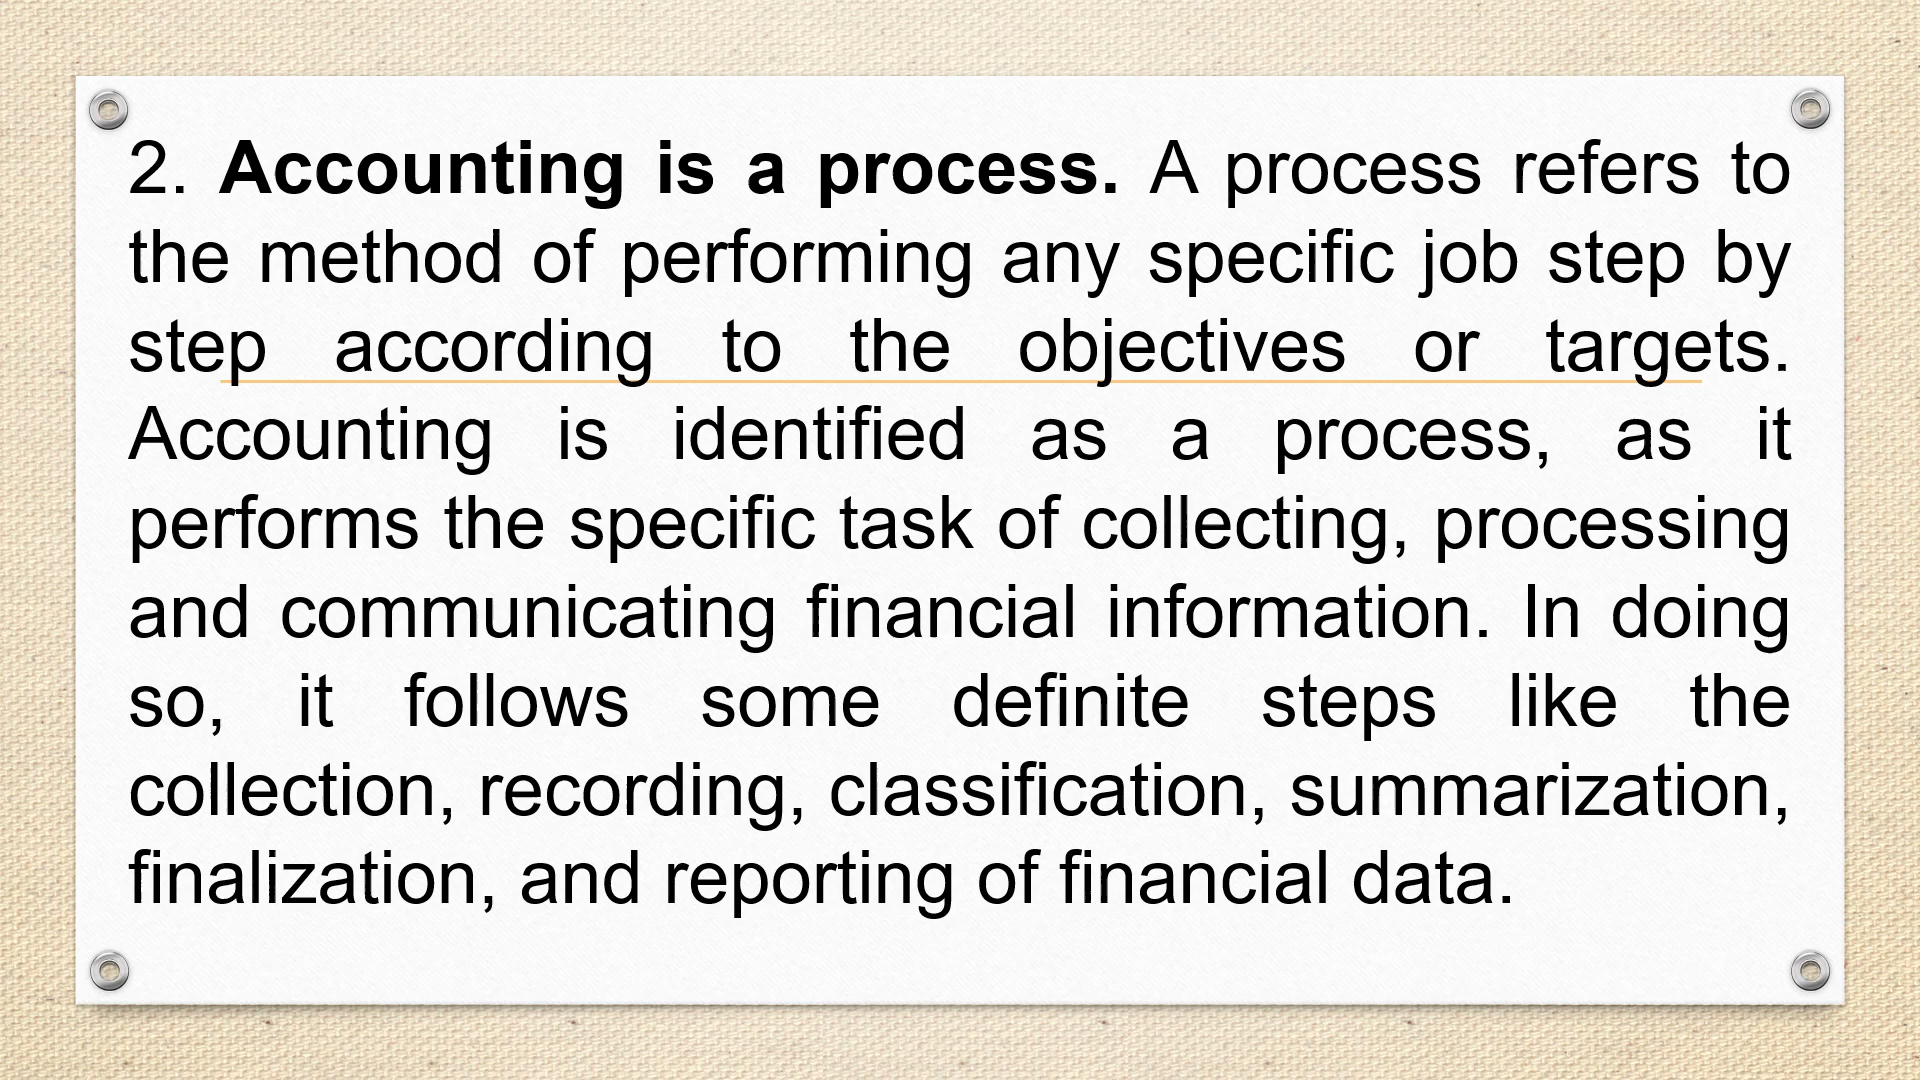 2. Accounting is a process. A process refers to
the method of performing any specific job step by
step according to the objectives or targets.
Accounting is identified as a process, as it
performs the specific task of collecting, processing
and communicating financial information. In doing
so, it follows some definite steps like the
collection, recording, classification, summarization,
finalization, and reporting of financial data.